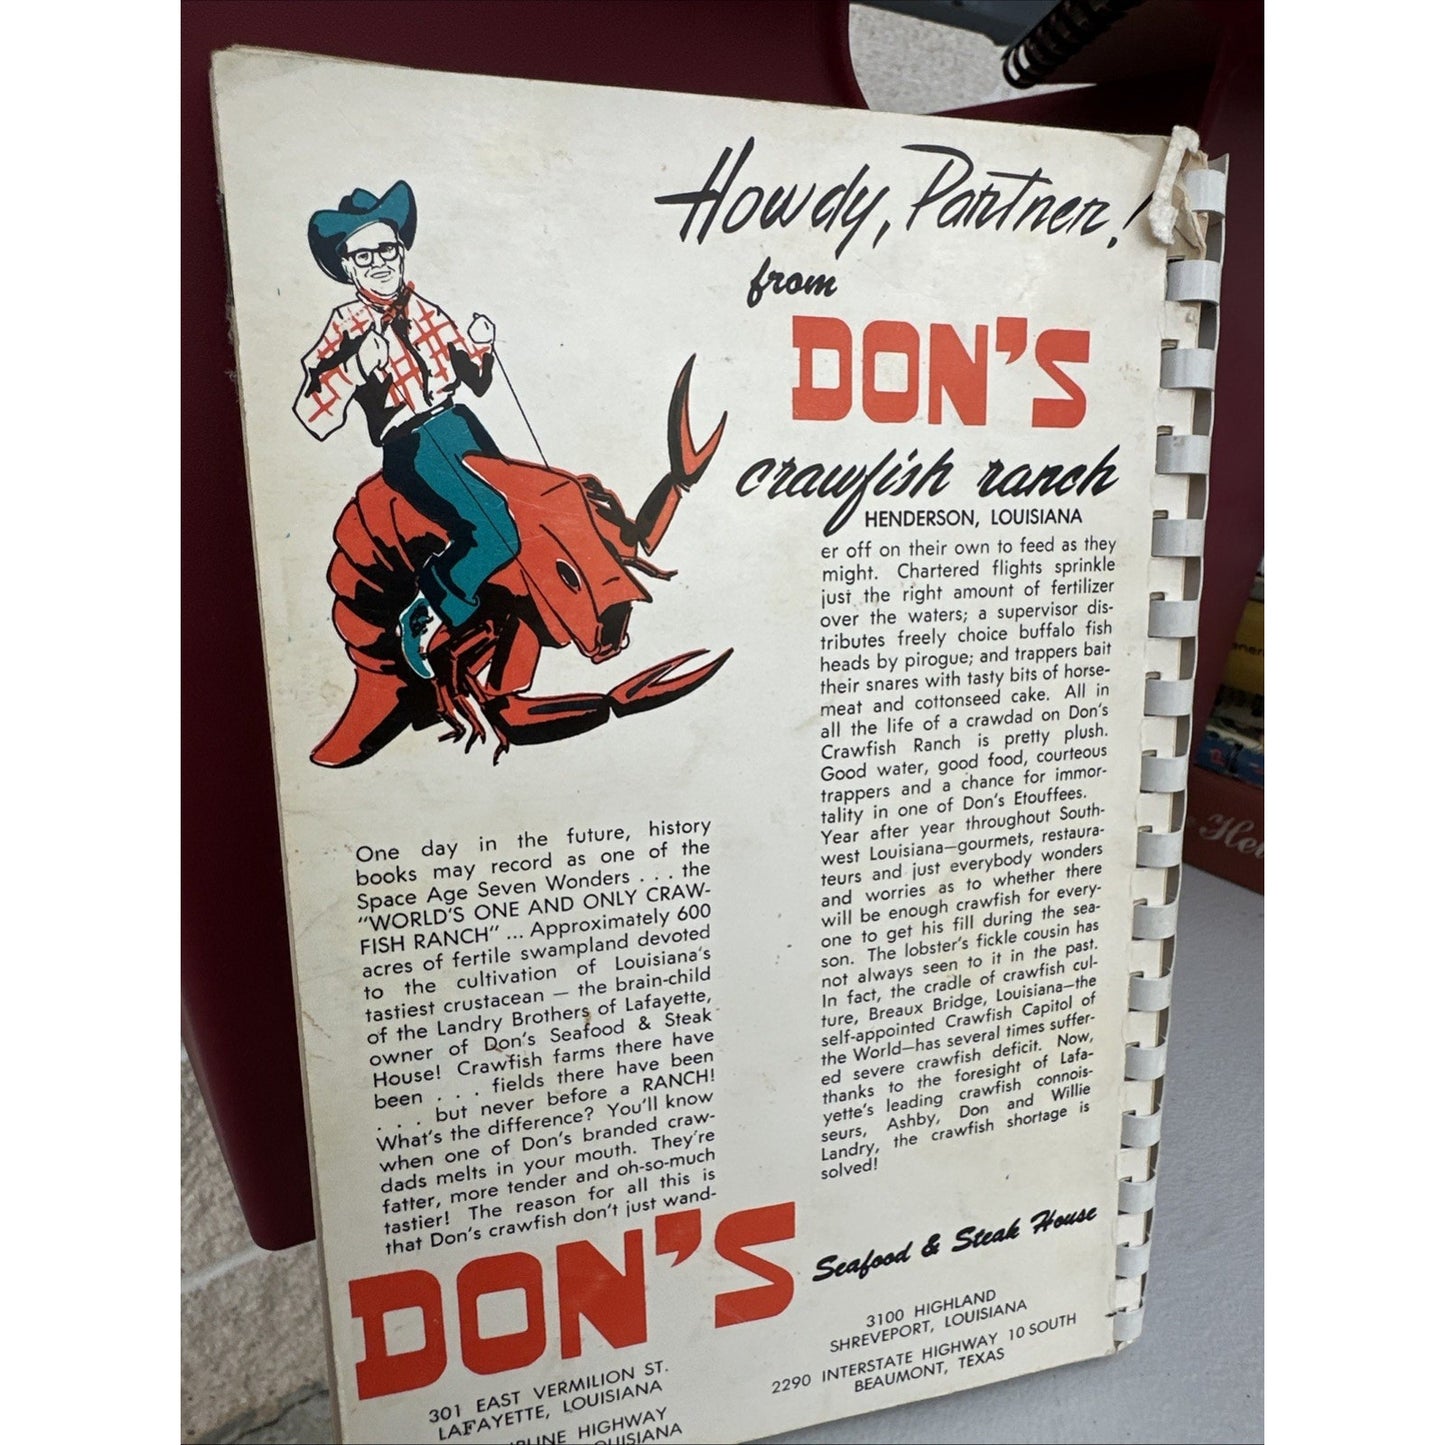 Howdy, Partner!
from
DON'S
crawfish ranch
HENDERSON, LOUISIANA
One day in the future, history
books may record as one of the
Space Age Seven Wonders . . . the
"WORLD'S ONE AND ONLY CRAW-
FISH RANCH" ... Approximately 600
acres of fertile swampland devoted
to the cultivation of Louisiana's
tastiest crustacean — the brain-child
of the Landry Brothers of Lafayette,
owner of Don's Seafood & Steak
House! Crawfish farms there have
been . . . fields there have been
. . . but never before a RANCH!
What's the difference? You'll know
when one of Don's branded craw-
dads melts in your mouth. They're
fatter, more tender and oh-so-much
tastier! The reason for all this is
that Don's crawfish don't just wand-
er off on their own to feed as they
might. Chartered flights sprinkle
just the right amount of fertilizer
over the waters; a supervisor dis-
tributes freely choice buffalo fish
heads by pirogue; and trappers bait
their snares with tasty bits of horse-
meat and cottonseed cake. All in
all the life of a crawdad on Don's
Crawfish Ranch is pretty plush.
Good water, good food, courteous
trappers and a chance for immor-
tality in one of Don's Etouffees.
Year after year throughout South-
west Louisiana—gourmets, restaura-
teurs and just everybody wonders
and worries as to whether there
will be enough crawfish for every-
one to get his fill during the sea-
son. The lobster's fickle cousin has
not always seen to it in the past.
In fact, the cradle of crawfish cul-
ture, Breaux Bridge, Louisiana—the
self-appointed Crawfish Capitol of
the World—has several times suffer-
ed severe crawfish deficit. Now,
thanks to the foresight of Lafa-
yette's leading crawfish connois-
seurs, Ashby, Don and Willie
Landry, the crawfish shortage is
solved!
DON'S
Seafood & Steak House
301 EAST VERMILION ST.
LAFAYETTE, LOUISIANA
HIGHWAY
3100 HIGHLAND
SHREVEPORT, LOUISIANA
2290 INTERSTATE HIGHWAY 10 SOUTH
BEAUMONT, TEXAS